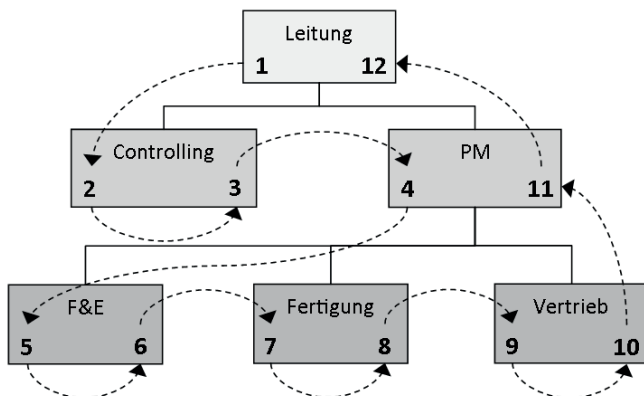 Leitung
1 12
Controlling PM
2 3 4 11
F&E Fertigung Vertrieb
5 6 7 8 9 10